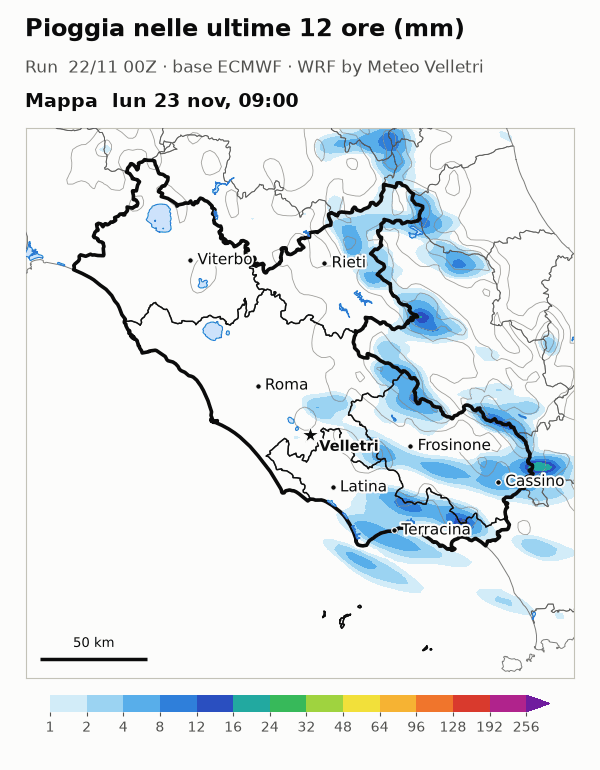 Pioggia nelle ultime 12 ore (mm)
Run  22/11 00Z · base ECMWF · WRF by Meteo Velletri
Mappa  lun 23 nov, 09:00
Viterbo
Rieti
Roma
Velletri
Frosinone
Cassino
Latina
Terracina
50 km
1 2 4 8 12 16 24 32 48 64 96 128 192 256